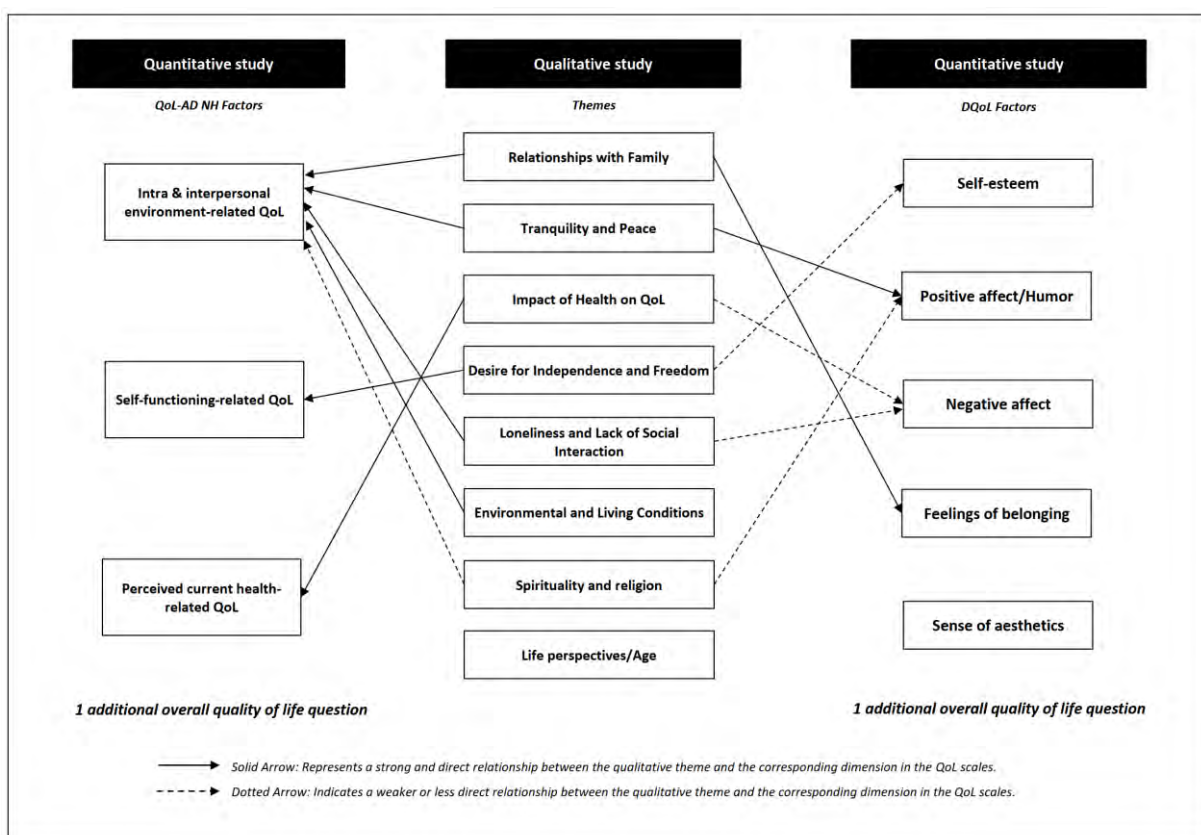 Quantitative study
QoL-AD NH Factors
Intra & interpersonal
environment-related QoL
Self-functioning-related QoL
Perceived current health-
related QoL
1 additional overall quality of life question
Qualitative study
Themes
Relationships with Family
Tranquility and Peace
Impact of Health on QoL
Desire for Independence and Freedom
Loneliness and Lack of Social
Interaction
Environmental and Living Conditions
Spirituality and religion
Life perspectives/Age
Quantitative study
DQoL Factors
Self-esteem
Positive affect/Humor
Negative affect
Feelings of belonging
Sense of aesthetics
1 additional overall quality of life question
Solid Arrow: Represents a strong and direct relationship between the qualitative theme and the corresponding dimension in the QoL scales.
Dotted Arrow: Indicates a weaker or less direct relationship between the qualitative theme and the corresponding dimension in the QoL scales.